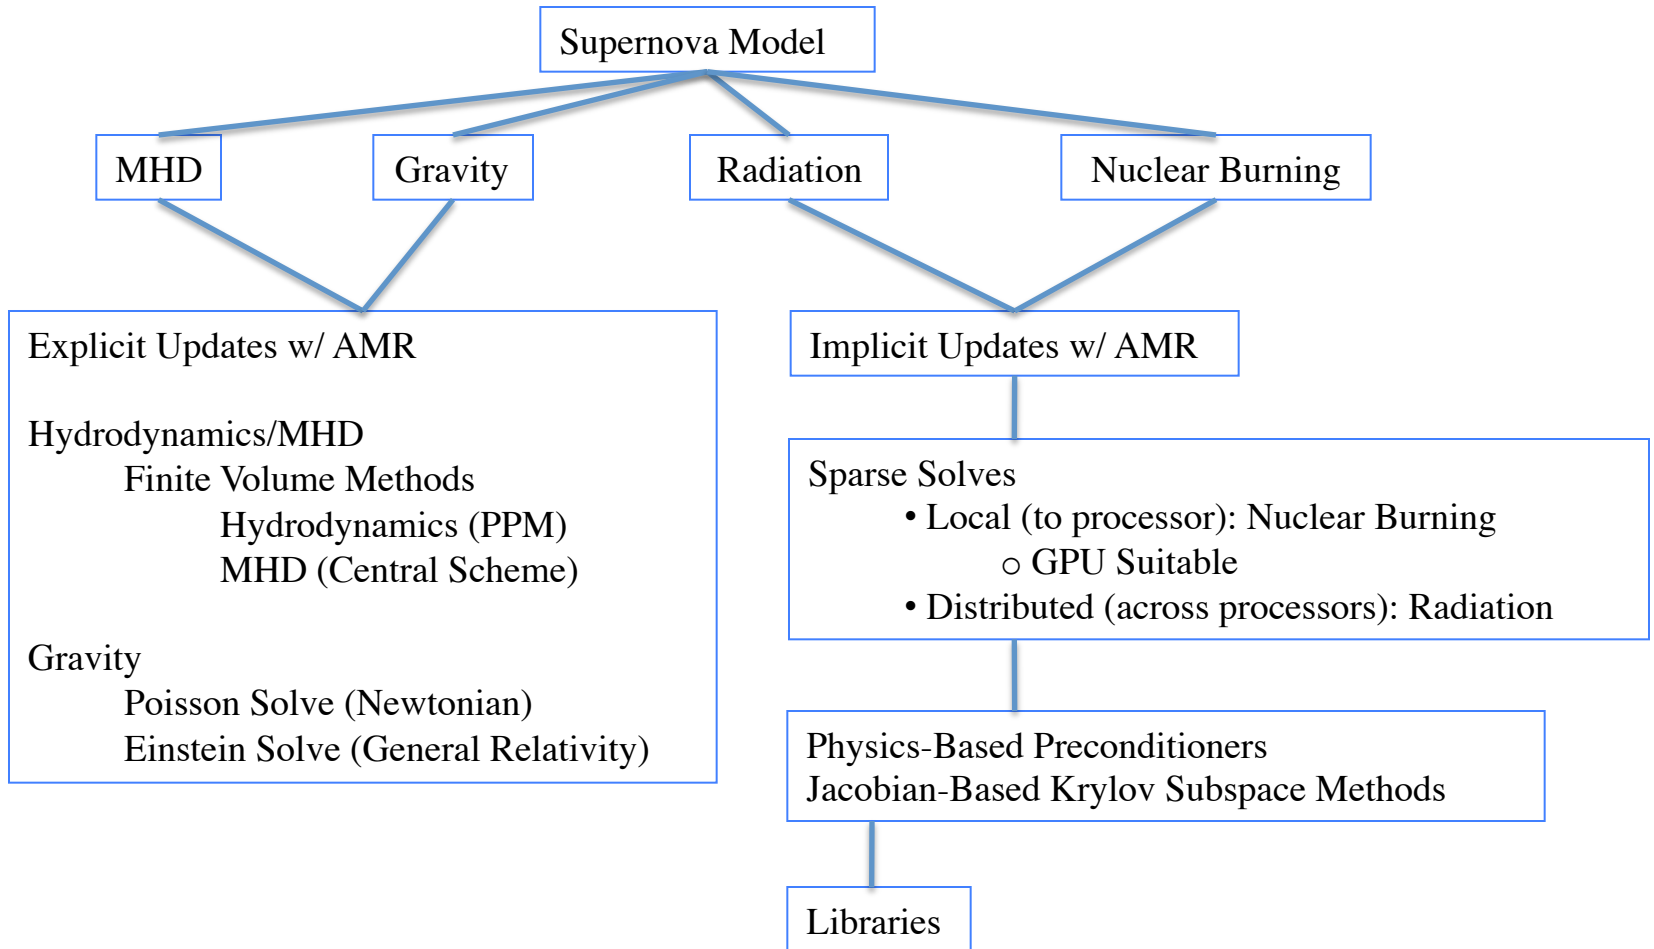 Supernova Model
MHD
Gravity
Radiation
Nuclear Burning
Explicit Updates w/ AMR
Hydrodynamics/MHD
Finite Volume Methods
Hydrodynamics (PPM)
MHD (Central Scheme)
Gravity
Poisson Solve (Newtonian)
Einstein Solve (General Relativity)
Implicit Updates w/ AMR
Sparse Solves
• Local (to processor): Nuclear Burning
o GPU Suitable
• Distributed (across processors): Radiation
Physics-Based Preconditioners
Jacobian-Based Krylov Subspace Methods
Libraries